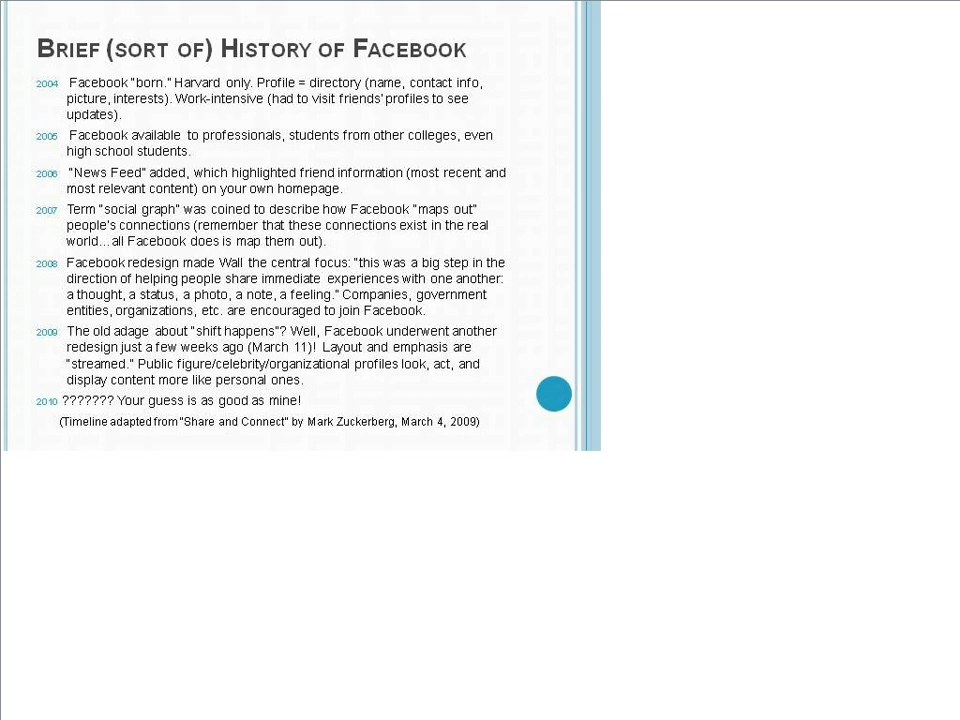 BRIEF (SORT OF) HISTORY OF FACEBOOK
2004 Facebook "born." Harvard only. Profile = directory (name, contact info,
picture, interests). Work-intensive (had to visit friends' profiles to see
updates).
2005 Facebook available to professionals, students from other colleges, even
high school students.
2006 "News Feed" added, which highlighted friend information (most recent and
most relevant content) on your own homepage.
2007 Term "social graph" was coined to describe how Facebook "maps out"
people's connections (remember that these connections exist in the real
world...all Facebook does is map them out).
2008 Facebook redesign made Wall the central focus: "this was a big step in the
direction of helping people share immediate experiences with one another:
a thought, a status, a photo, a note, a feeling." Companies, government
entities, organizations, etc. are encouraged to join Facebook.
2009 The old adage about "shift happens"? Well, Facebook underwent another
redesign just a few weeks ago (March 11)! Layout and emphasis are
"streamed." Public figure/celebrity/organizational profiles look, act, and
display content more like personal ones.
2010 ??????? Your guess is as good as mine!
(Timeline adapted from "Share and Connect" by Mark Zuckerberg, March 4, 2009)